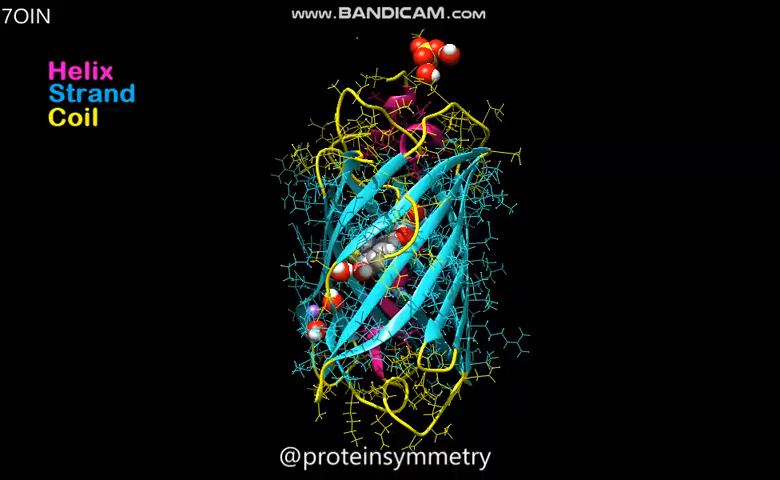 7OIN
www.BANDICAM.com
Helix
Strand
Coil
@proteinsymmetry